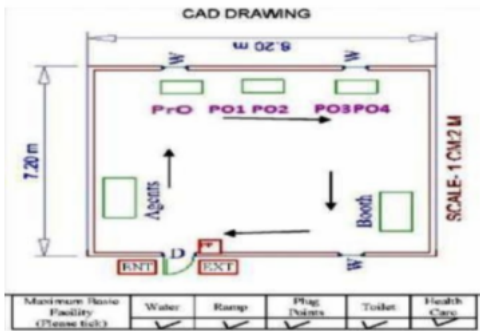 CAD DRAWING
8.20 m
W W
PrO PO1 PO2 PO3 PO4
7.20 m
SCALE- 1 CM:2 M
Agents
Booth
D
ENT EXT
W
Maximum Basic Facility (Please tick) Water Ramp Plug Points Toilet Health Care
✓ ✓ ✓ ✓ ✓